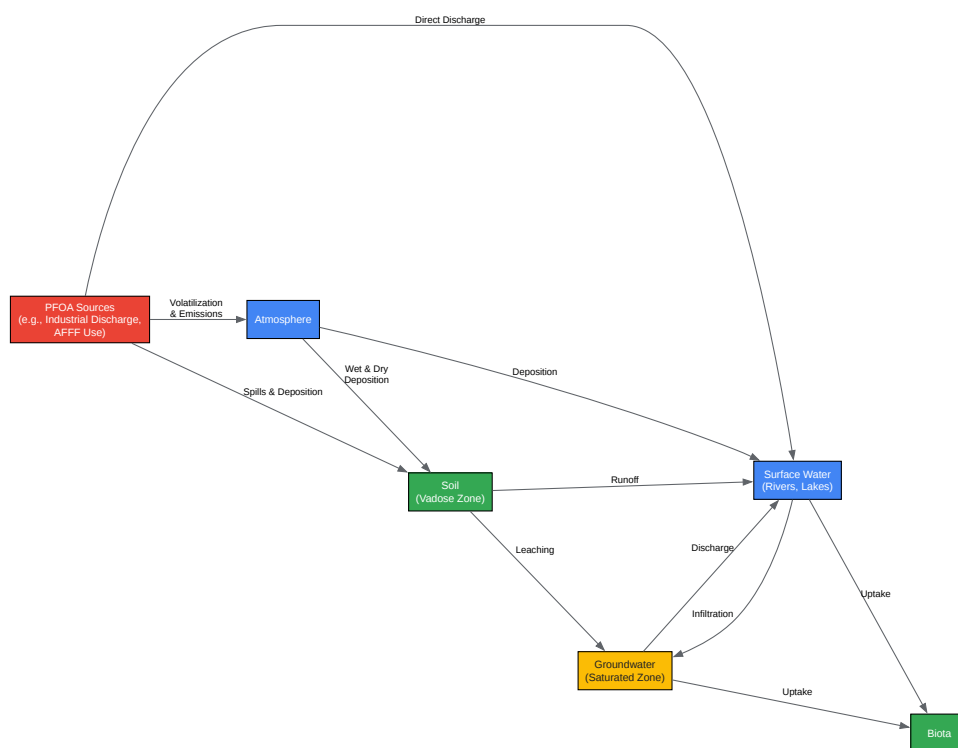 Direct Discharge
PFOA Sources
(e.g., Industrial Discharge,
AFFF Use)
Volatilization
& Emissions
Atmosphere
Wet & Dry
Deposition
Deposition
Spills & Deposition
Soil
(Vadose Zone)
Runoff
Surface Water
(Rivers, Lakes)
Leaching
Discharge
Infiltration
Uptake
Groundwater
(Saturated Zone)
Uptake
Biota